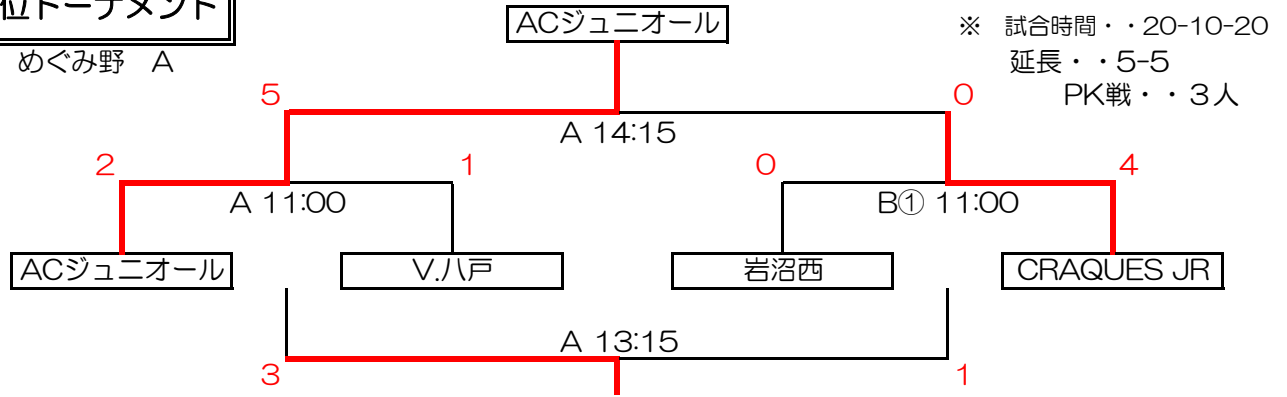 位トーナメント
めぐみ野 A
ACジュニオール
※ 試合時間・・20-10-20
延長・・5-5
PK戦・・3人
5
0
A 14:15
2
1
0
4
A 11:00
B① 11:00
ACジュニオール
V.八戸
岩沼西
CRAQUES JR
A 13:15
3
1